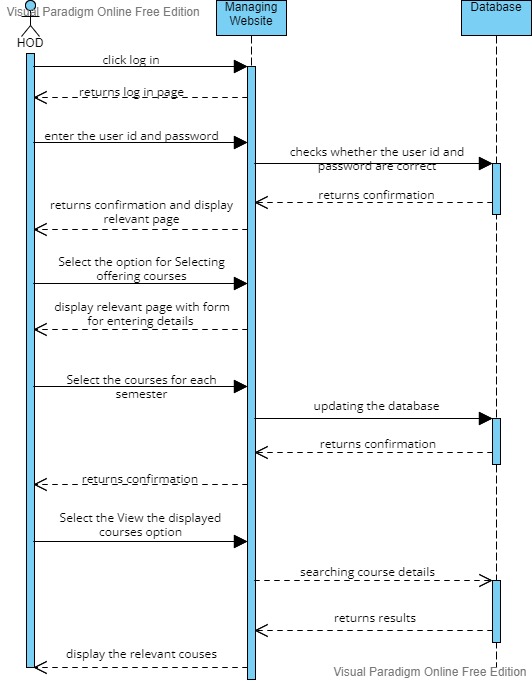 Visual Paradigm Online Free Edition
Managing
Website
Database
HOD
click log in
returns log in page
enter the user id and password
checks whether the user id and
password are correct
returns confirmation
returns confirmation and display
relevant page
Select the option for Selecting
offering courses
display relevant page with form
for entering details
Select the courses for each
semester
updating the database
returns confirmation
returns confirmation
Select the View the displayed
courses option
searching course details
returns results
display the relevant couses
Visual Paradigm Online Free Edition